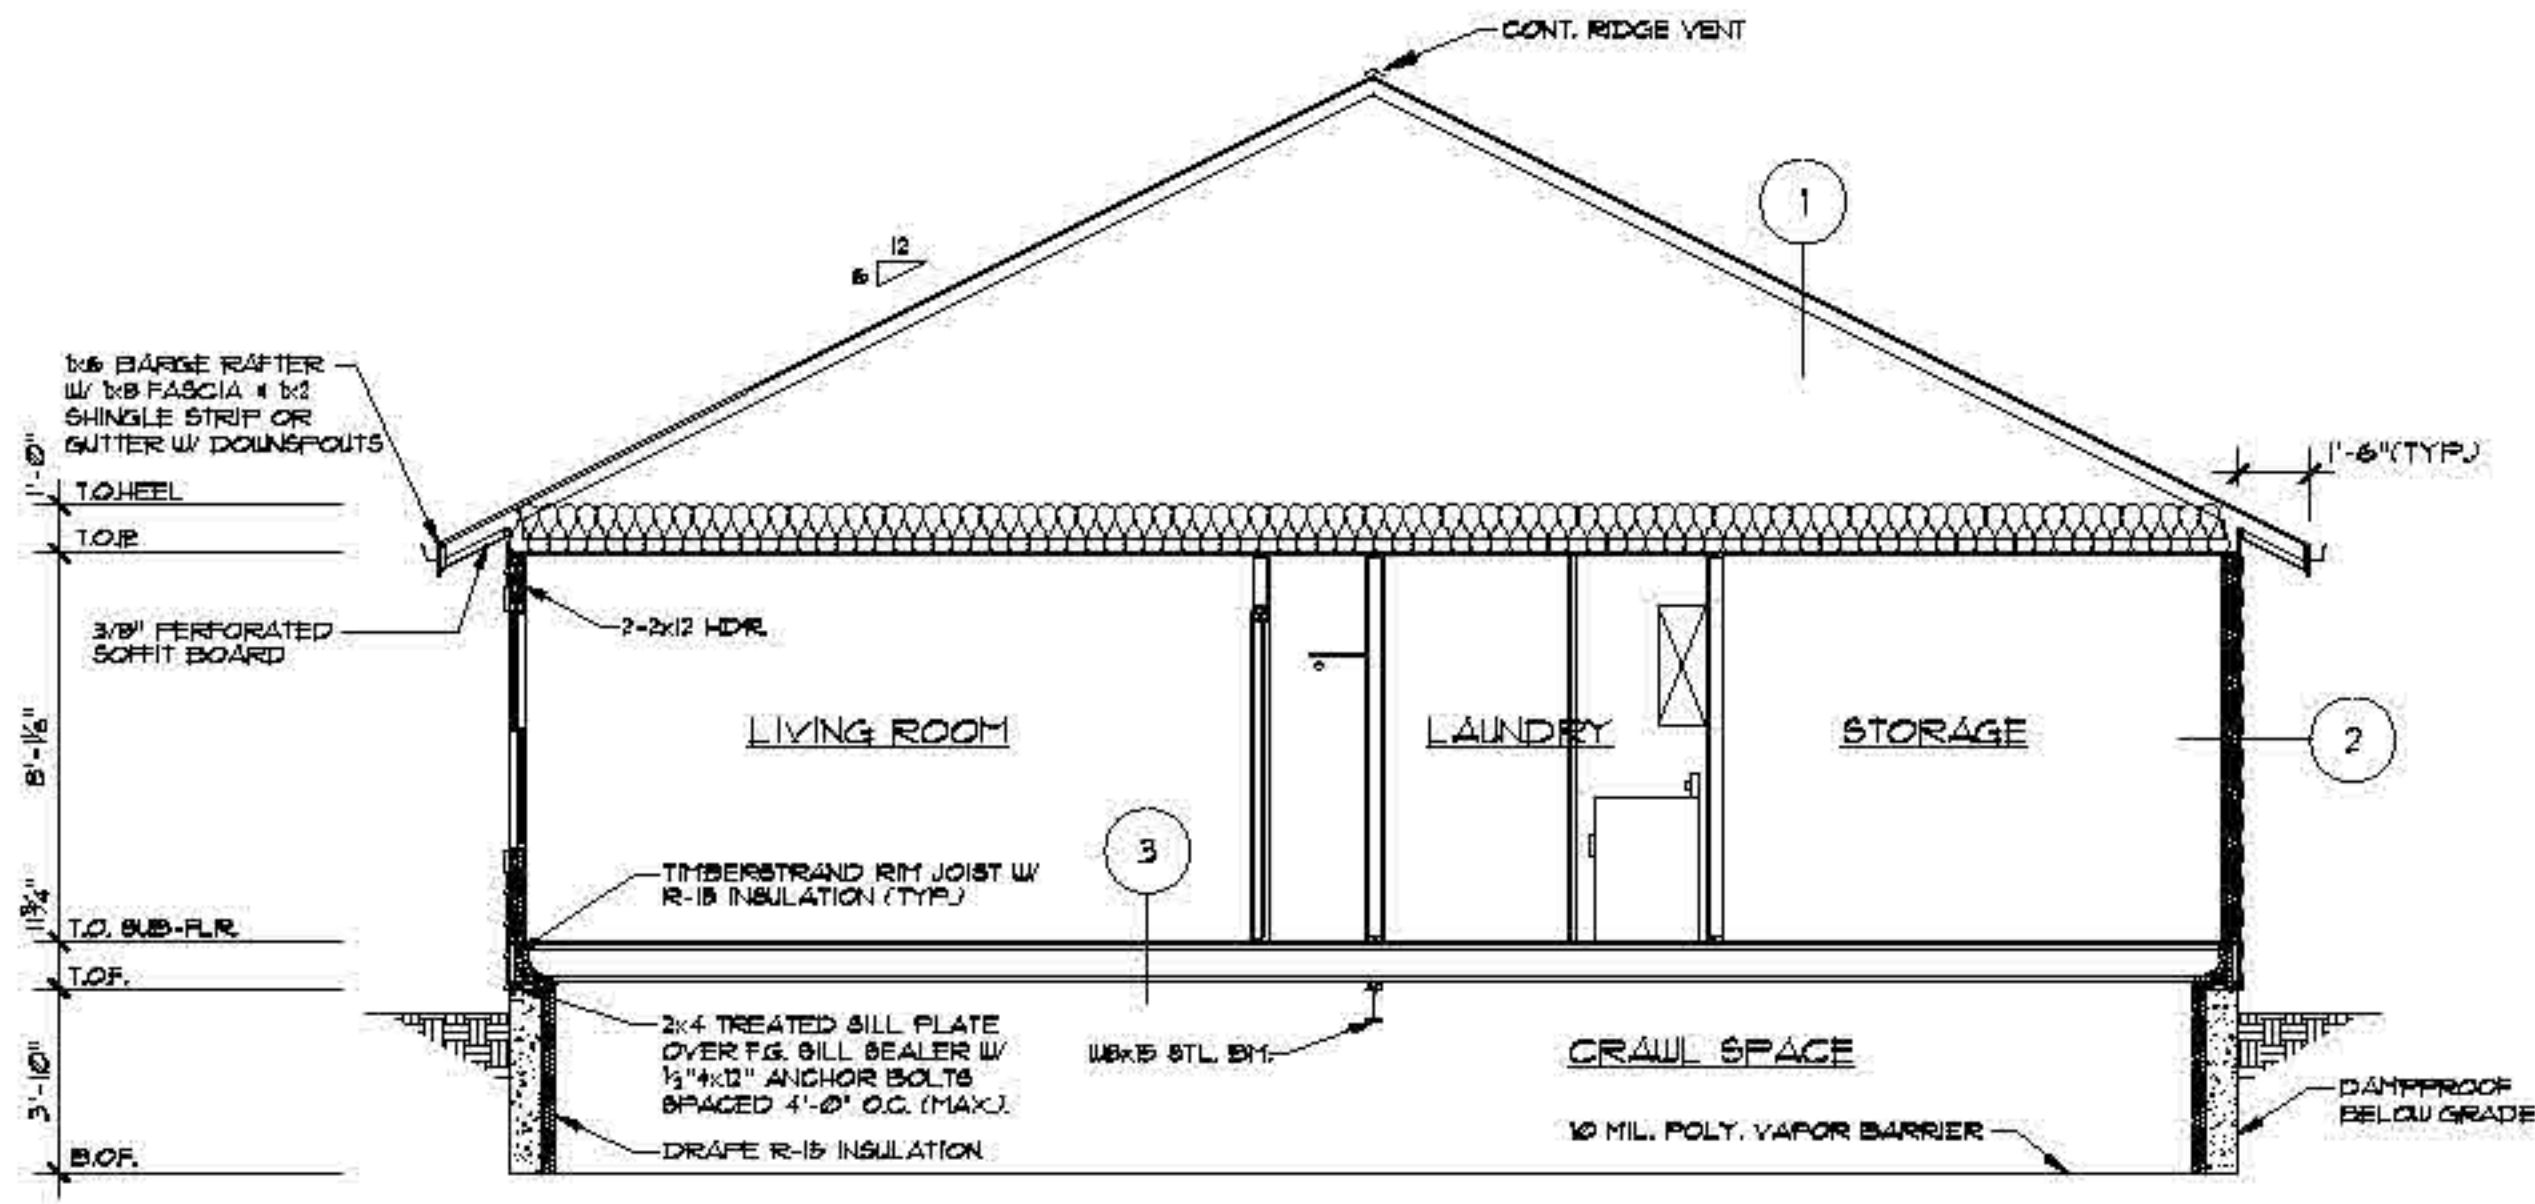 CONT. RIDGE VENT
1
12
6
1x6 BARGE RAFTER
W/ 1x8 FASCIA & 1x2
SHINGLE STRIP OR
GUTTER W/ DOWNSPOUTS
1'-0"
T.O.HEEL
T.O.P.
1'-6"(TYP.)
3/8" PERFORATED
SOFFIT BOARD
2-2x12 HDR.
8'-1⅛"
LIVING ROOM
LAUNDRY
STORAGE
2
3
TIMBERSTRAND RIM JOIST W/
INSULATION (TYP.)
11¾"
T.O. SUB-FLR.
T.O.F.
2x4 TREATED SILL PLATE
OVER F.G. SILL SEALER W/
½"ϕx12" ANCHOR BOLTS
SPACED 4'-0" O.C. (MAX.).
W8x15 STL. BM.
CRAWL SPACE
3'-10"
DAMPPROOF
BELOW GRADE
10 MIL. POLY. VAPOR BARRIER
DRAPE INSULATION
B.O.F.